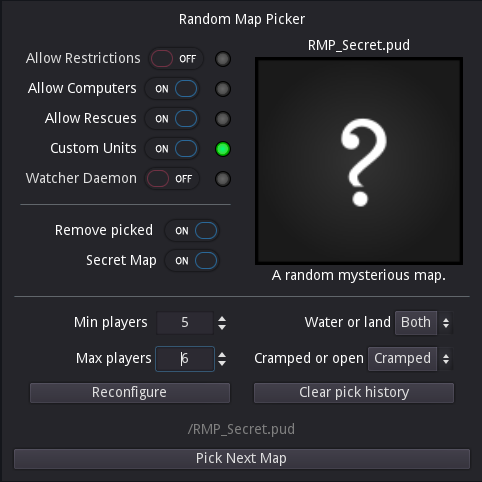 Random Map Picker
Allow Restrictions OFF
RMP_Secret.pud
Allow Computers ON
Allow Rescues ON
Custom Units ON
Watcher Daemon OFF
?
Remove picked ON
Secret Map ON
A random mysterious map.
Min players 5
Water or land Both
Max players 6
Cramped or open Cramped
Reconfigure
Clear pick history
/RMP_Secret.pud
Pick Next Map